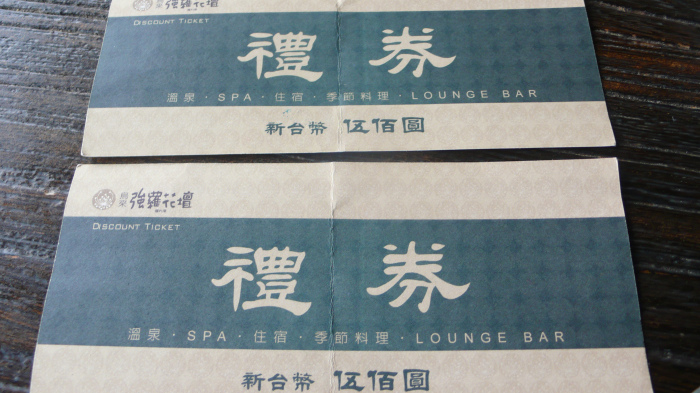 強羅花壇
DISCOUNT TICKET
禮券
溫泉・SPA・住宿・季節料理・LOUNGE BAR
新台幣 伍佰圓
烏來 強羅花壇
DISCOUNT TICKET
禮券
溫泉・SPA・住宿・季節料理・LOUNGE BAR
新台幣 伍佰圓